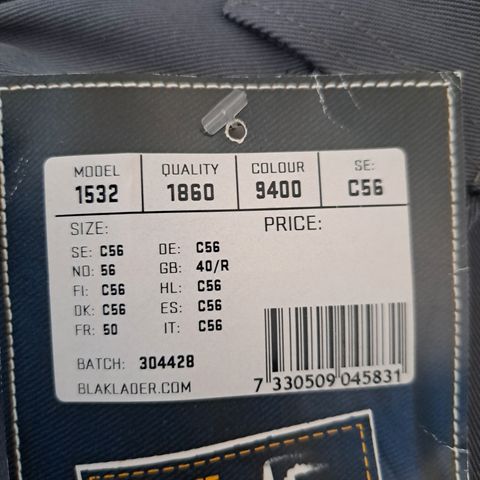 MODEL QUALITY COLOUR SE:
1532 1860 9400 C56
SIZE: PRICE:
SE: C56 DE: C56
NO: 56 GB: 40/R
FI: C56 HL: C56
DK: C56 ES: C56
FR: 50 IT: C56
BATCH: 304428
BLAKLADER.COM
7 330509 045831